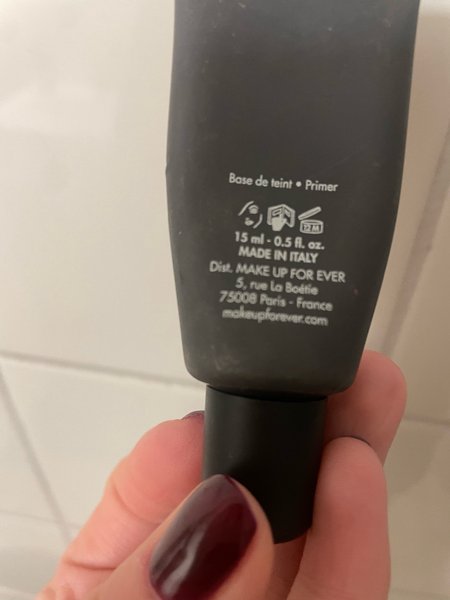 Base de teint • Primer
12 M
15 ml - 0.5 fl. oz.
MADE IN ITALY
Dist. MAKE UP FOR EVER
5, rue La Boétie
75008 Paris - France
makeupforever.com